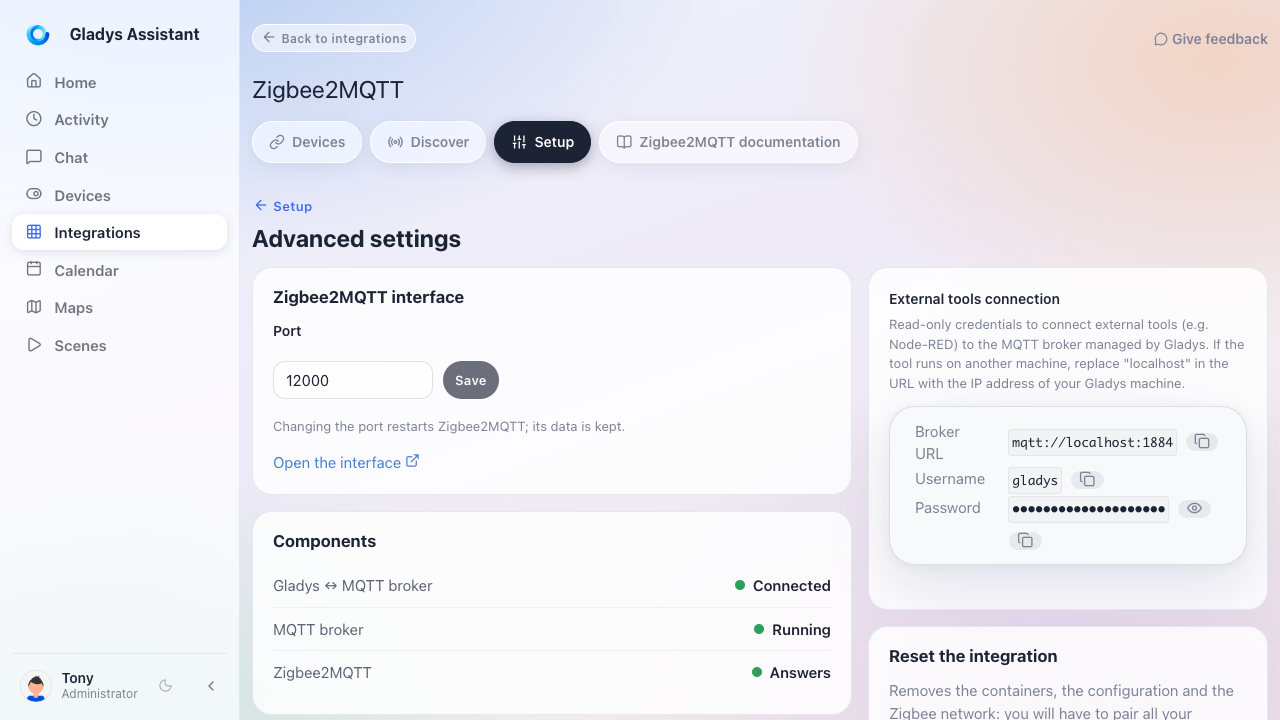 Gladys Assistant
Home
Activity
Chat
Devices
Integrations
Calendar
Maps
Scenes
Tony
Administrator
Back to integrations
Give feedback
Zigbee2MQTT
Devices
Discover
Setup
Zigbee2MQTT documentation
Setup
Advanced settings
Zigbee2MQTT interface
Port
12000
Save
Changing the port restarts Zigbee2MQTT; its data is kept.
Open the interface
Components
Gladys ↔ MQTT broker
Connected
MQTT broker
Running
Zigbee2MQTT
Answers
External tools connection
Read-only credentials to connect external tools (e.g.
Node-RED) to the MQTT broker managed by Gladys. If the
tool runs on another machine, replace "localhost" in the
URL with the IP address of your Gladys machine.
Broker
URL
mqtt://localhost:1884
Username
gladys
Password
••••••••••••••••••••
Reset the integration
Removes the containers, the configuration and the
Zigbee network: you will have to pair all your